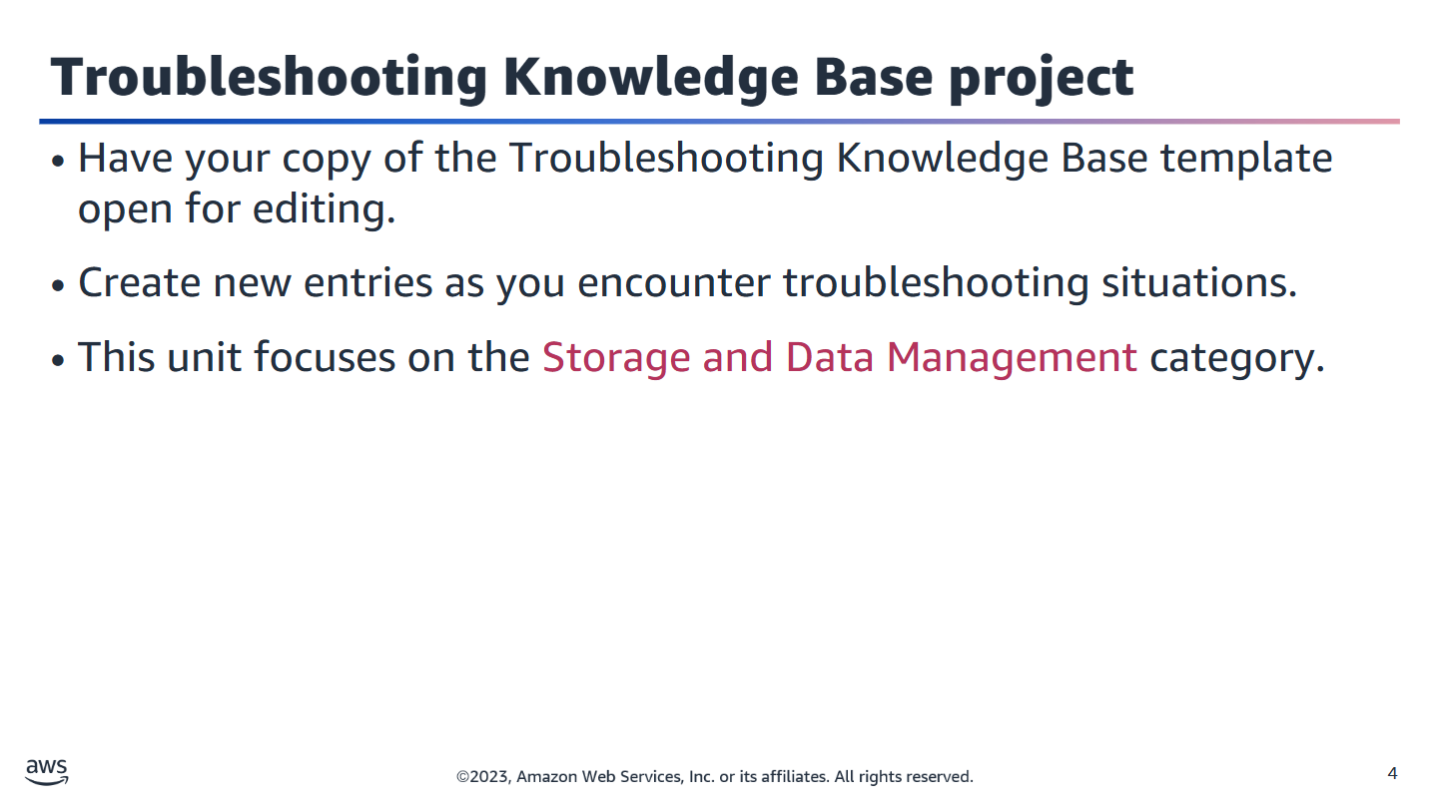 Troubleshooting Knowledge Base project
• Have your copy of the Troubleshooting Knowledge Base template
open for editing.
• Create new entries as you encounter troubleshooting situations.
• This unit focuses on the Storage and Data Management category.
aws
©2023, Amazon Web Services, Inc. or its affiliates. All rights reserved.
4